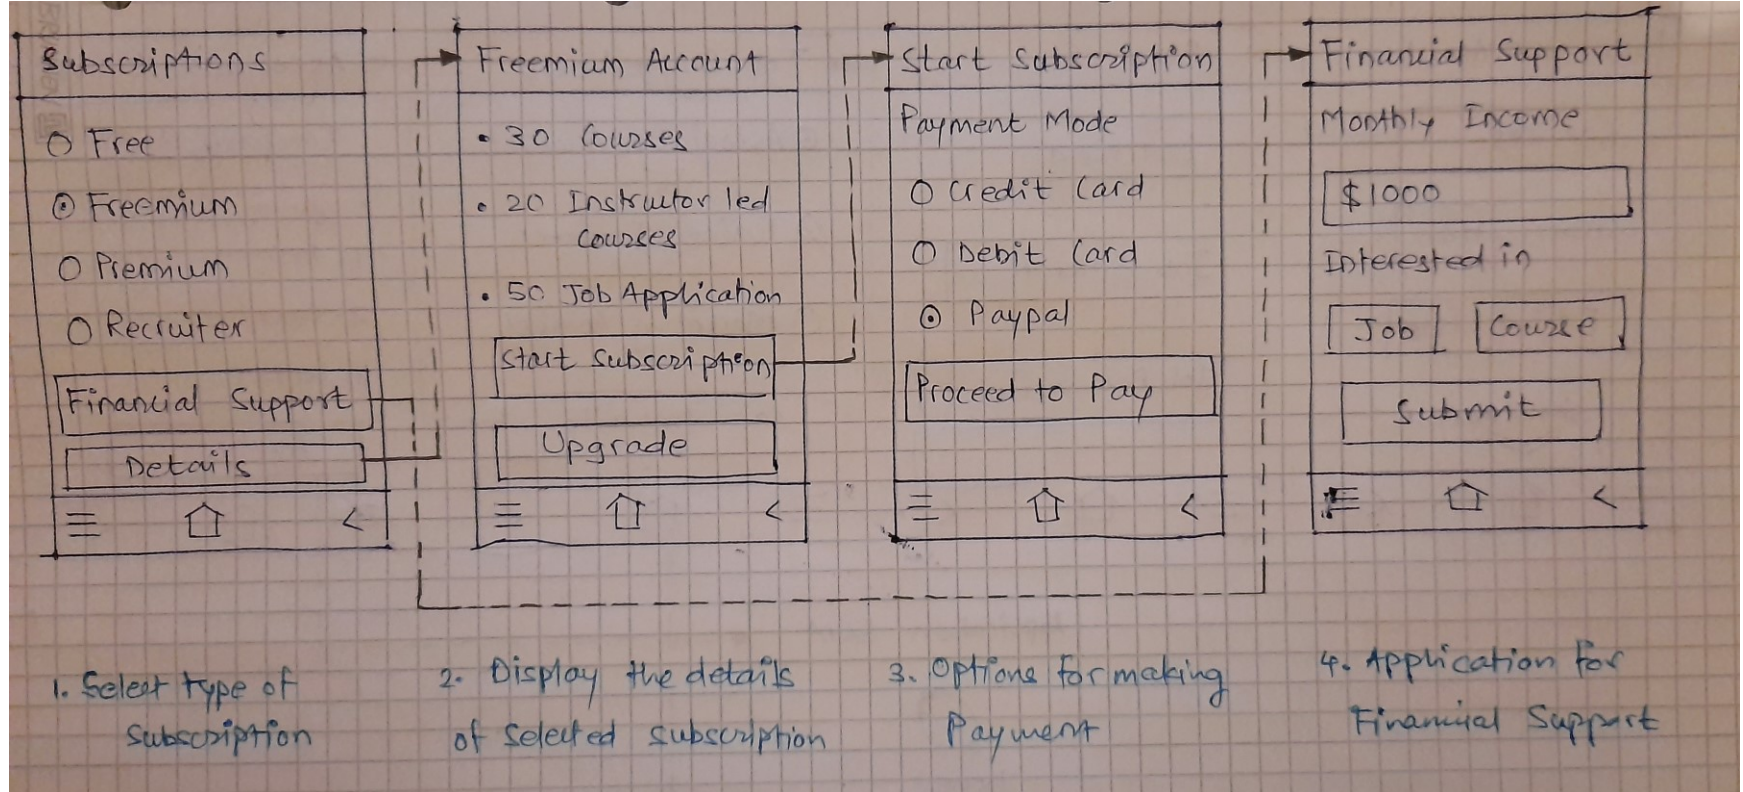 Subscriptions
Free
Freemium
Premium
Recruiter
Financial Support
Details
Freemium Account
30 Courses
20 Instructor led
Courses
50 Job Application
Start Subscription
Upgrade
Start Subscription
Payment Mode
Credit Card
Debit Card
Paypal
Proceed to Pay
Financial Support
Monthly Income
$1000
Interested in
Job
Course
Submit
1. Select type of
Subscription
2. Display the details
of Selected subscription
3. Options for making
Payment
4. Application for
Financial Support